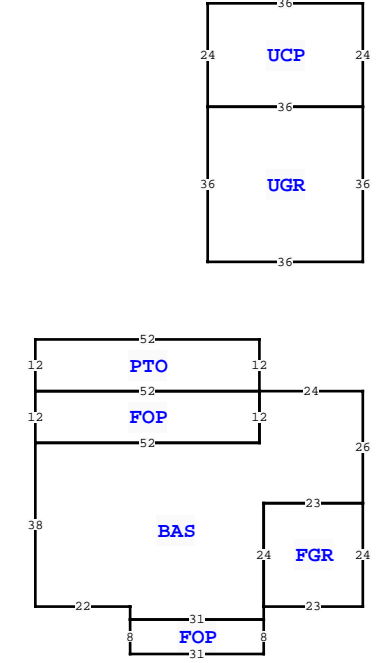 36
24 UCP 24
36
36 UGR 36
36
52
12 PTO 12
52 24
12 FOP 12
52 26
23
38 BAS
24 FGR 24
22 23
31
8 FOP 8
31